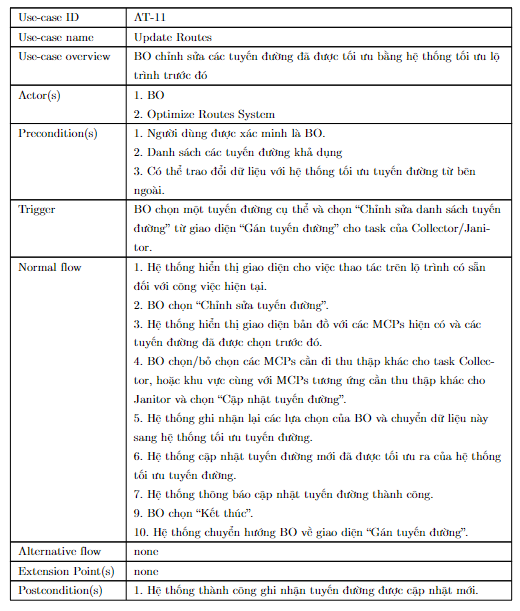 Use-case ID AT-11
Use-case name Update Routes
Use-case overview BO chỉnh sửa các tuyến đường đã được tối ưu bằng hệ thống tối ưu lộ
trình trước đó
Actor(s) 1. BO
2. Optimize Routes System
Precondition(s) 1. Người dùng được xác minh là BO.
2. Danh sách các tuyến đường khả dụng
3. Có thể trao đổi dữ liệu với hệ thống tối ưu tuyến đường từ bên
ngoài.
Trigger BO chọn một tuyến đường cụ thể và chọn “Chỉnh sửa danh sách tuyến
đường” từ giao diện “Gán tuyến đường” cho task của Collector/Jani-
tor.
Normal flow 1. Hệ thống hiển thị giao diện cho việc thao tác trên lộ trình có sẵn
đối với công việc hiện tại.
2. BO chọn “Chỉnh sửa tuyến đường”.
3. Hệ thống hiển thị giao diện bản đồ với các MCPs hiện có và các
tuyến đường đã được chọn trước đó.
4. BO chọn/bỏ chọn các MCPs cần đi thu thập khác cho task Collec-
tor, hoặc khu vực cùng với MCPs tương ứng cần thu thập khác cho
Janitor và chọn “Cập nhật tuyến đường”.
5. Hệ thống ghi nhận lại các lựa chọn của BO và chuyển dữ liệu này
sang hệ thống tối ưu tuyến đường.
6. Hệ thống cập nhật tuyến đường mới đã được tối ưu ra của hệ thống
tối ưu tuyến đường.
7. Hệ thống thông báo cập nhật tuyến đường thành công.
9. BO chọn “Kết thúc”.
10. Hệ thống chuyển hướng BO về giao diện “Gán tuyến đường”.
Alternative flow none
Extension Point(s) none
Postcondition(s) 1. Hệ thống thành công ghi nhận tuyến đường được cập nhật mới.